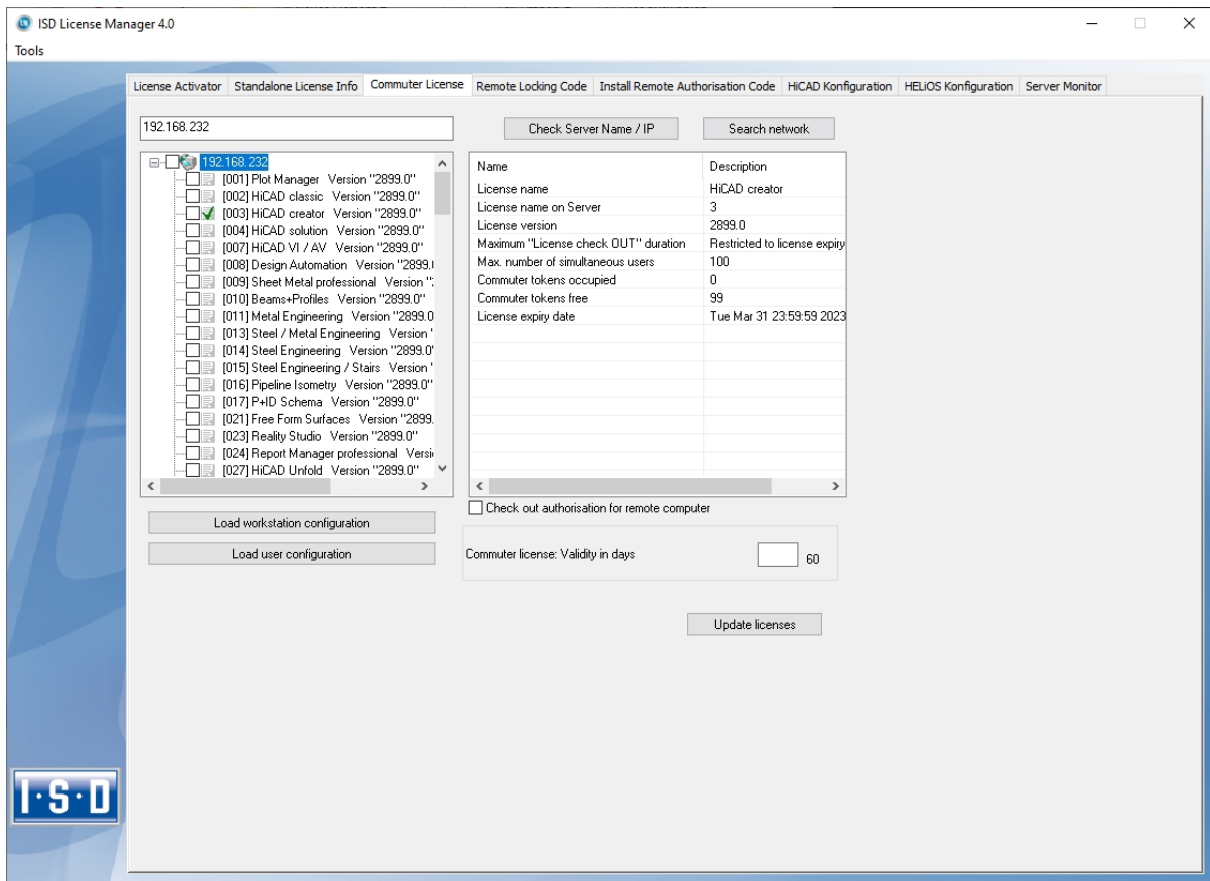 ISD License Manager 4.0
Tools
License Activator Standalone License Info Commuter License Remote Locking Code Install Remote Authorisation Code HiCAD Konfiguration HELiOS Konfiguration Server Monitor
192.168.232 Check Server Name / IP Search network
192.168.232
[001] Plot Manager Version "2899.0"
[002] HiCAD classic Version "2899.0"
[003] HiCAD creator Version "2899.0"
[004] HiCAD solution Version "2899.0"
[007] HiCAD VI / AV Version "2899.0"
[008] Design Automation Version "2899.
[009] Sheet Metal professional Version "
[010] Beams+Profiles Version "2899.0"
[011] Metal Engineering Version "2899.0
[013] Steel / Metal Engineering Version "
[014] Steel Engineering Version "2899.0"
[015] Steel Engineering / Stairs Version "
[016] Pipeline Isometry Version "2899.0"
[017] P+ID Schema Version "2899.0"
[021] Free Form Surfaces Version "2899.
[023] Reality Studio Version "2899.0"
[024] Report Manager professional Versi
[027] HiCAD Unfold Version "2899.0"
Name Description
License name HiCAD creator
License name on Server 3
License version 2899.0
Maximum "License check OUT" duration Restricted to license expiry
Max. number of simultaneous users 100
Commuter tokens occupied 0
Commuter tokens free 99
License expiry date Tue Mar 31 23:59:59 2023
Check out authorisation for remote computer
Load workstation configuration
Load user configuration
Commuter license: Validity in days 60
Update licenses
I·S·D